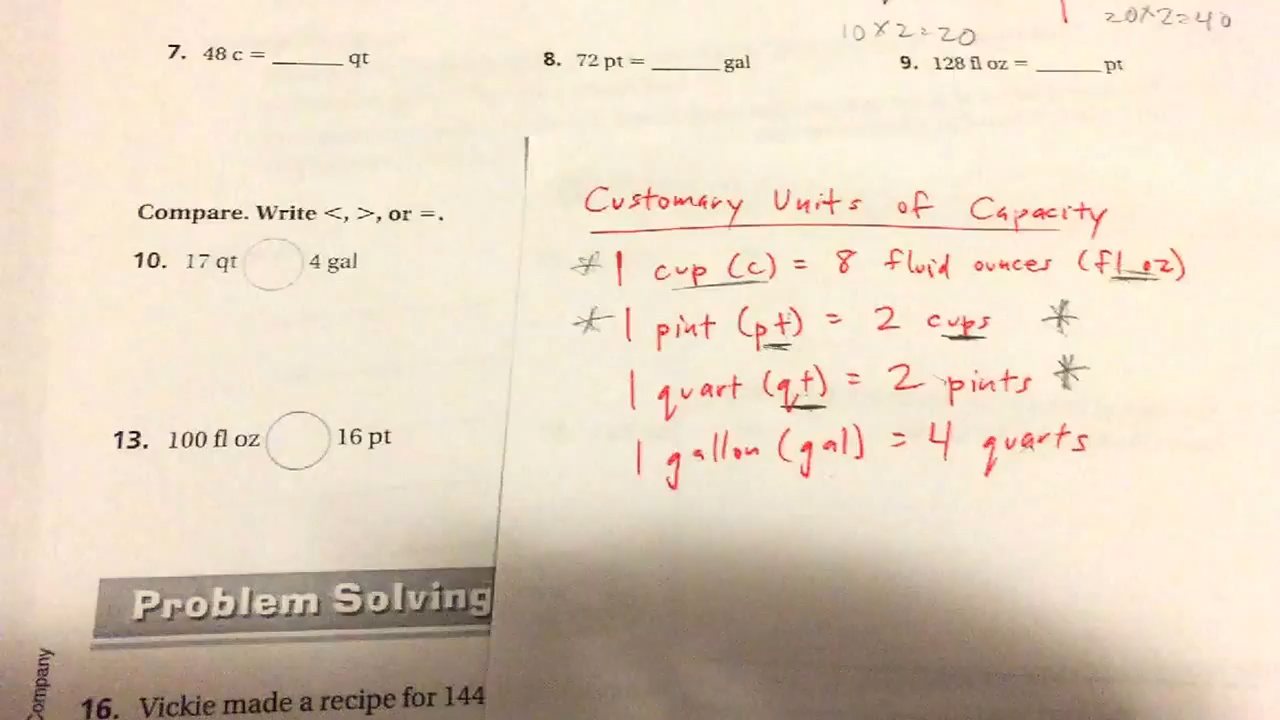 10×2=20
20×2=40
7. 48 c = ______ qt
8. 72 pt = ______ gal
9. 128 fl oz = ______ pt
Compare. Write <, >, or =.
10. 17 qt 4 gal
13. 100 fl oz 16 pt
Customary Units of Capacity
* 1 cup (c) = 8 fluid ounces (fl oz)
* 1 pint (pt) = 2 cups *
1 quart (qt) = 2 pints *
1 gallon (gal) = 4 quarts
Problem Solving
Company
16. Vickie made a recipe for 144